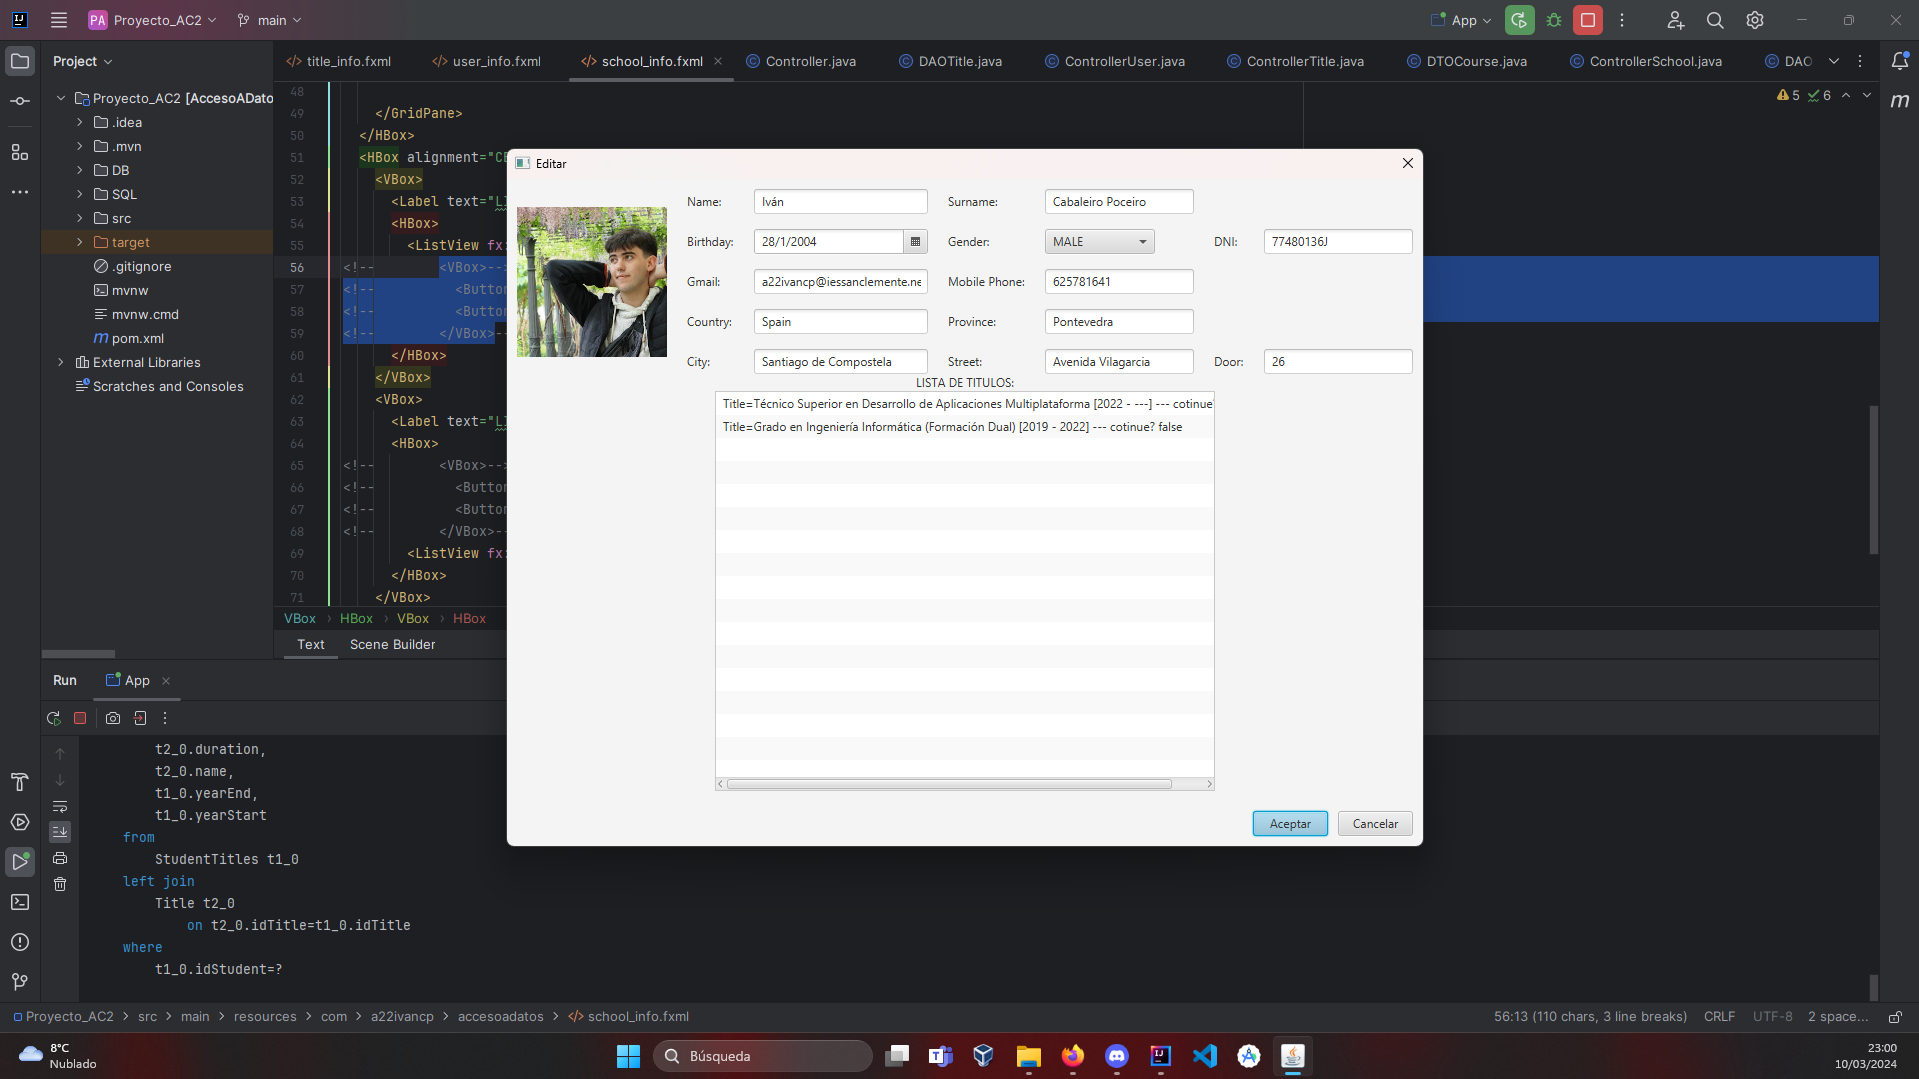 PA Proyecto_AC2 main App
Project
title_info.fxml user_info.fxml school_info.fxml Controller.java DAOTitle.java ControllerUser.java ControllerTitle.java DTOCourse.java ControllerSchool.java DAO
5 6
Proyecto_AC2 [AccesoADato
.idea
.mvn
DB
SQL
src
target
.gitignore
mvnw
mvnw.cmd
pom.xml
External Libraries
Scratches and Consoles
48
49 </GridPane>
50 </HBox>
51 <HBox alignment="CE
52 <VBox>
53 <Label text="LI
54 <HBox>
55 <ListView fx:
56 <!-- <VBox>--
57 <!-- <Button
58 <!-- <Button
59 <!-- </VBox>--
60 </HBox>
61 </VBox>
62 <VBox>
63 <Label text="LI
64 <HBox>
65 <!-- <VBox>--
66 <!-- <Button
67 <!-- <Button
68 <!-- </VBox>--
69 <ListView fx:
70 </HBox>
71 </VBox>
VBox › HBox › VBox › HBox
Text Scene Builder
Editar
Name: Iván Surname: Cabaleiro Poceiro
Birthday: 28/1/2004 Gender: MALE DNI: 77480136J
Gmail: a22ivancp@iessanclemente.ne Mobile Phone: 625781641
Country: Spain Province: Pontevedra
City: Santiago de Compostela Street: Avenida Vilagarcia Door: 26
LISTA DE TITULOS:
Title=Técnico Superior en Desarrollo de Aplicaciones Multiplataforma [2022 - ---] --- cotinue?
Title=Grado en Ingeniería Informática (Formación Dual) [2019 - 2022] --- cotinue? false
Aceptar Cancelar
Run App
t2_0.duration,
t2_0.name,
t1_0.yearEnd,
t1_0.yearStart
from
StudentTitles t1_0
left join
Title t2_0
on t2_0.idTitle=t1_0.idTitle
where
t1_0.idStudent=?
Proyecto_AC2 › src › main › resources › com › a22ivancp › accesoadatos › school_info.fxml
56:13 (110 chars, 3 line breaks) CRLF UTF-8 2 space...
8°C
Nublado
Búsqueda
23:00
10/03/2024